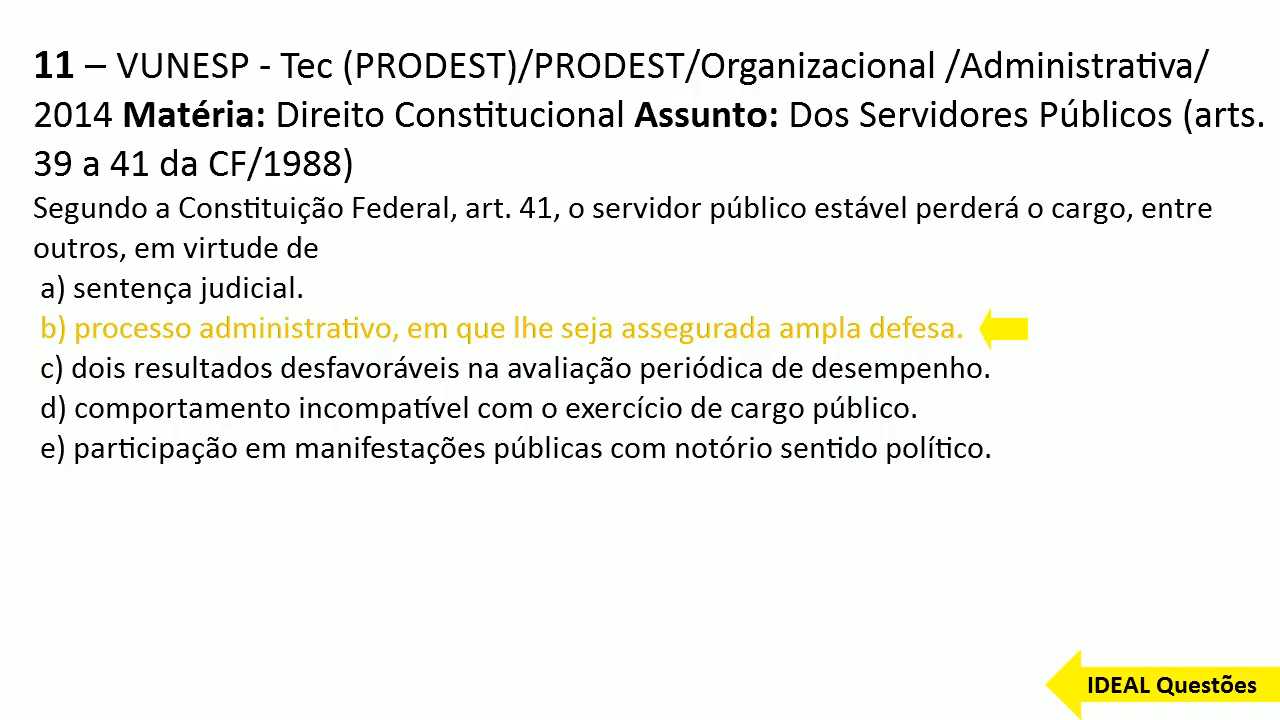 11 – VUNESP - Tec (PRODEST)/PRODEST/Organizacional /Administrativa/
2014 Matéria: Direito Constitucional Assunto: Dos Servidores Públicos (arts.
39 a 41 da CF/1988)
Segundo a Constituição Federal, art. 41, o servidor público estável perderá o cargo, entre
outros, em virtude de
a) sentença judicial.
b) processo administrativo, em que lhe seja assegurada ampla defesa.
c) dois resultados desfavoráveis na avaliação periódica de desempenho.
d) comportamento incompatível com o exercício de cargo público.
e) participação em manifestações públicas com notório sentido político.
IDEAL Questões